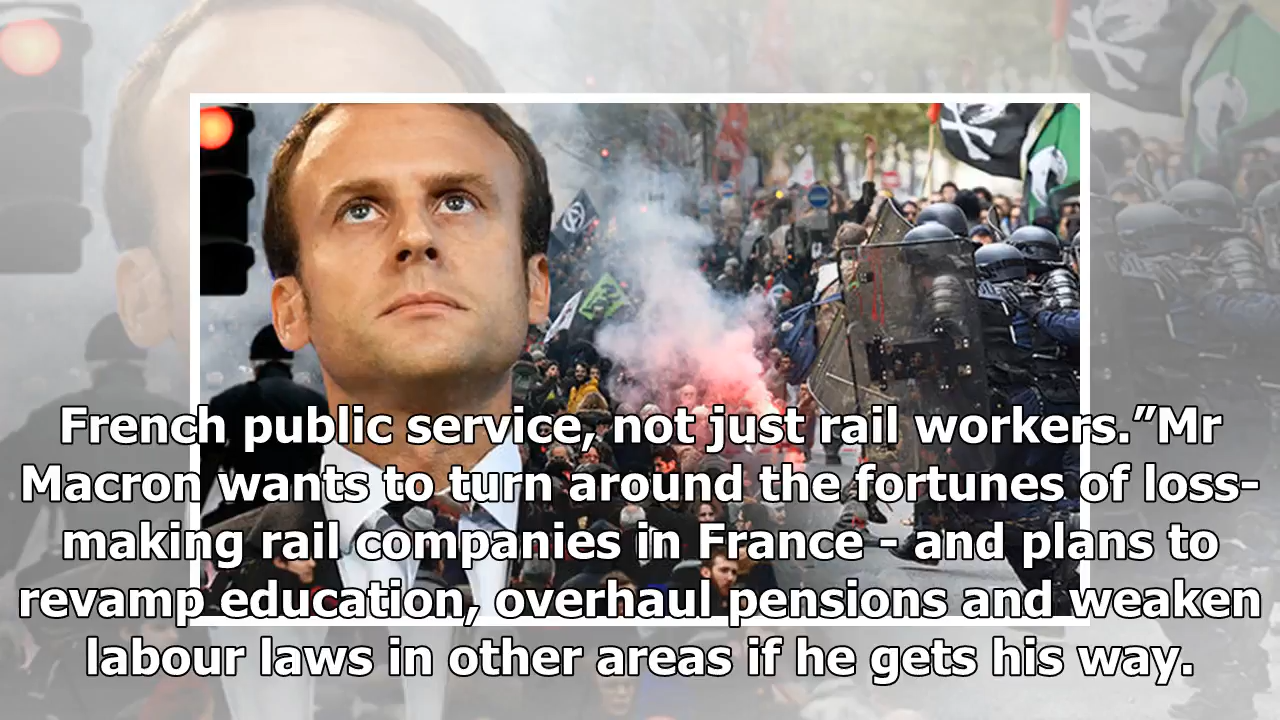 French public service, not just rail workers.”Mr
Macron wants to turn around the fortunes of loss-
making rail companies in France - and plans to
revamp education, overhaul pensions and weaken
labour laws in other areas if he gets his way.